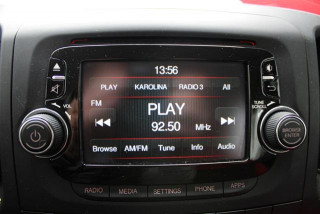 13:56
PLAY KAROLINA RADIO 3 All
FM
PLAY
92.50 MHz
Browse AM/FM Tune Info Audio
VOL
TUNE
SCROLL
BROWSE
ENTER
RADIO MEDIA SETTINGS PHONE APPS